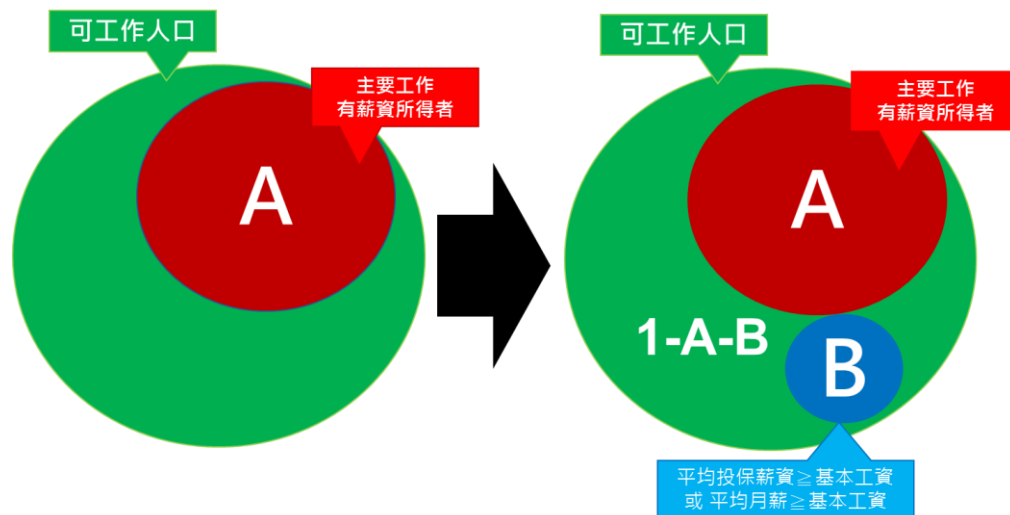 可工作人口
主要工作
有薪資所得者
A
可工作人口
主要工作
有薪資所得者
A
1-A-B
B
平均投保薪資≧基本工資
或 平均月薪≧基本工資